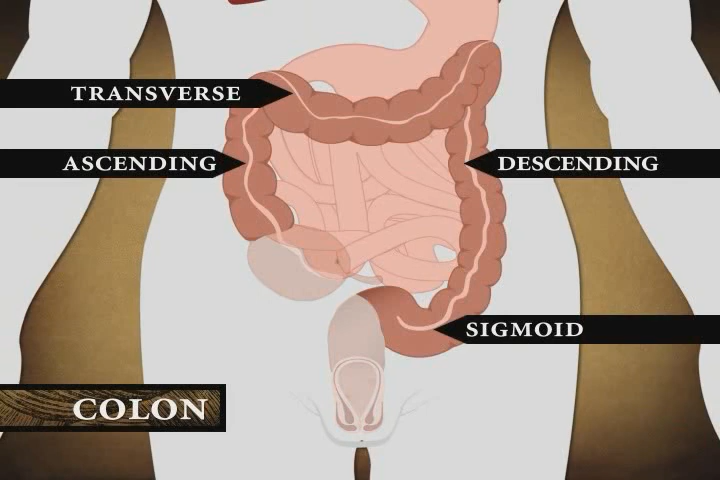 TRANSVERSE
ASCENDING
DESCENDING
SIGMOID
COLON